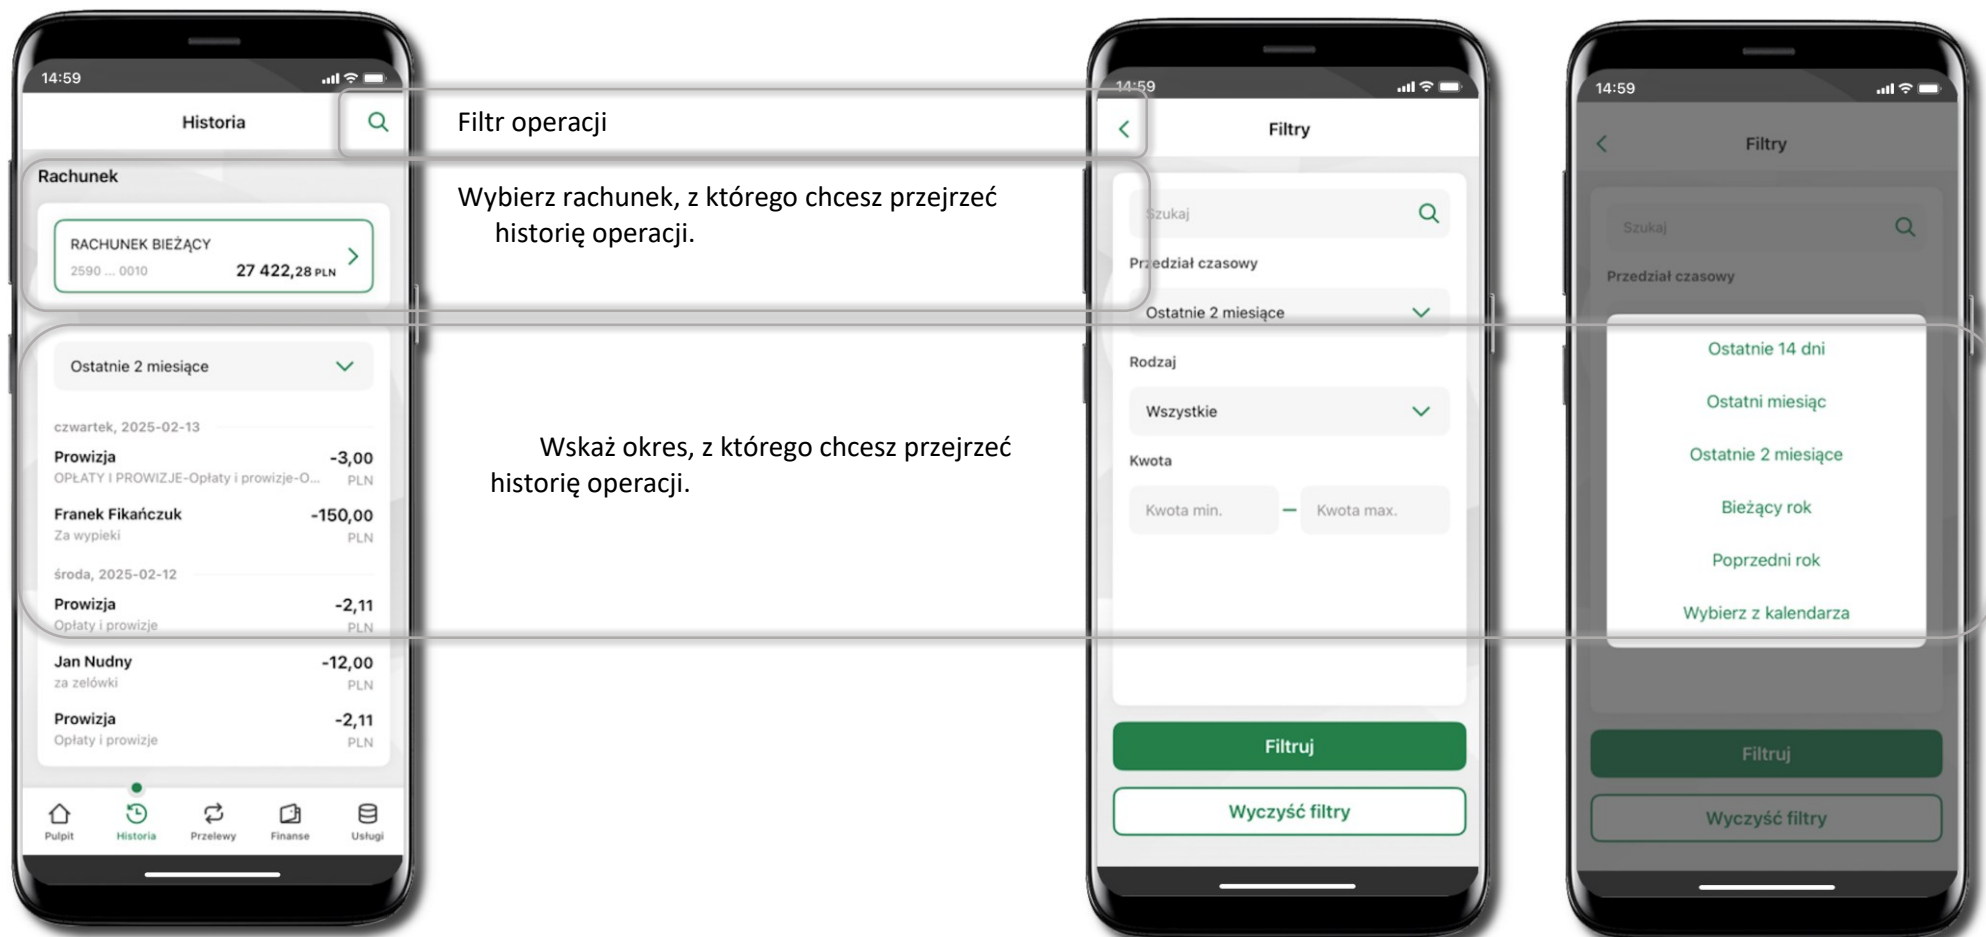 14:59
Historia
Rachunek
RACHUNEK BIEŻĄCY
2590 ... 0010 27 422,28 PLN
Ostatnie 2 miesiące
czwartek, 2025-02-13
Prowizja -3,00
OPŁATY I PROWIZJE-Opłaty i prowizje-O... PLN
Franek Fikańczuk -150,00
Za wypieki PLN
środa, 2025-02-12
Prowizja -2,11
Opłaty i prowizje PLN
Jan Nudny -12,00
za zelówki PLN
Prowizja -2,11
Opłaty i prowizje PLN
Pulpit Historia Przelewy Finanse Usługi
Filtr operacji
Wybierz rachunek, z którego chcesz przejrzeć
historię operacji.
Wskaż okres, z którego chcesz przejrzeć
historię operacji.
14:59
Filtry
Szukaj
Przedział czasowy
Ostatnie 2 miesiące
Rodzaj
Wszystkie
Kwota
Kwota min. – Kwota max.
Filtruj
Wyczyść filtry
14:59
Filtry
Szukaj
Przedział czasowy
Ostatnie 14 dni
Ostatni miesiąc
Ostatnie 2 miesiące
Bieżący rok
Poprzedni rok
Wybierz z kalendarza
Filtruj
Wyczyść filtry